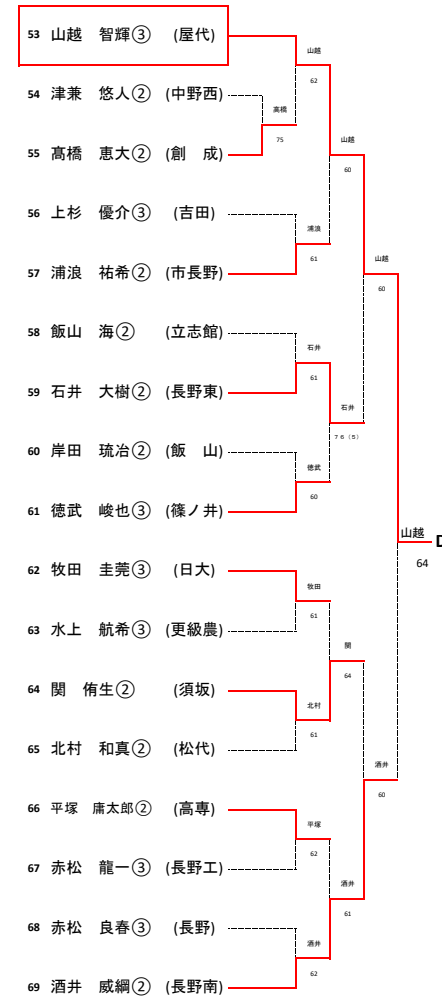 53 山越 智輝③ (屋代)
54 津兼 悠人② (中野西)
55 髙橋 恵大② (創 成)
56 上杉 優介③ (吉田)
57 浦浪 祐希② (市長野)
58 飯山 海② (立志館)
59 石井 大樹② (長野東)
60 岸田 琉冶② (飯 山)
61 徳武 峻也③ (篠ノ井)
62 牧田 圭莞③ (日大)
63 水上 航希③ (更級農)
64 関 侑生② (須坂)
65 北村 和真② (松代)
66 平塚 庸太郎② (高専)
67 赤松 龍一③ (長野工)
68 赤松 良春③ (長野)
69 酒井 威綱② (長野南)
高橋
75
山越
62
浦浪
61
石井
61
徳武
60
牧田
61
北村
61
平塚
62
酒井
62
山越
60
石井
76(5)
関
64
酒井
61
山越
60
酒井
60
山越
64
D